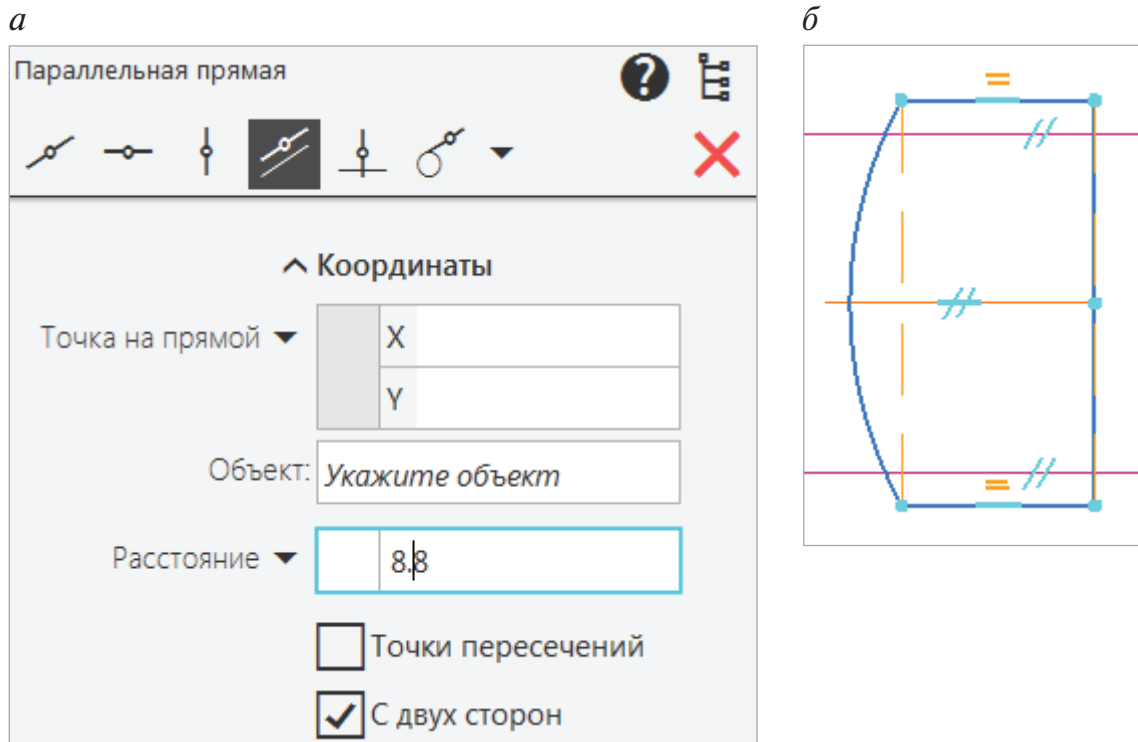 а
б
Параллельная прямая
Координаты
Точка на прямой
X
Y
Объект: Укажите объект
Расстояние 8.8
Точки пересечений
С двух сторон